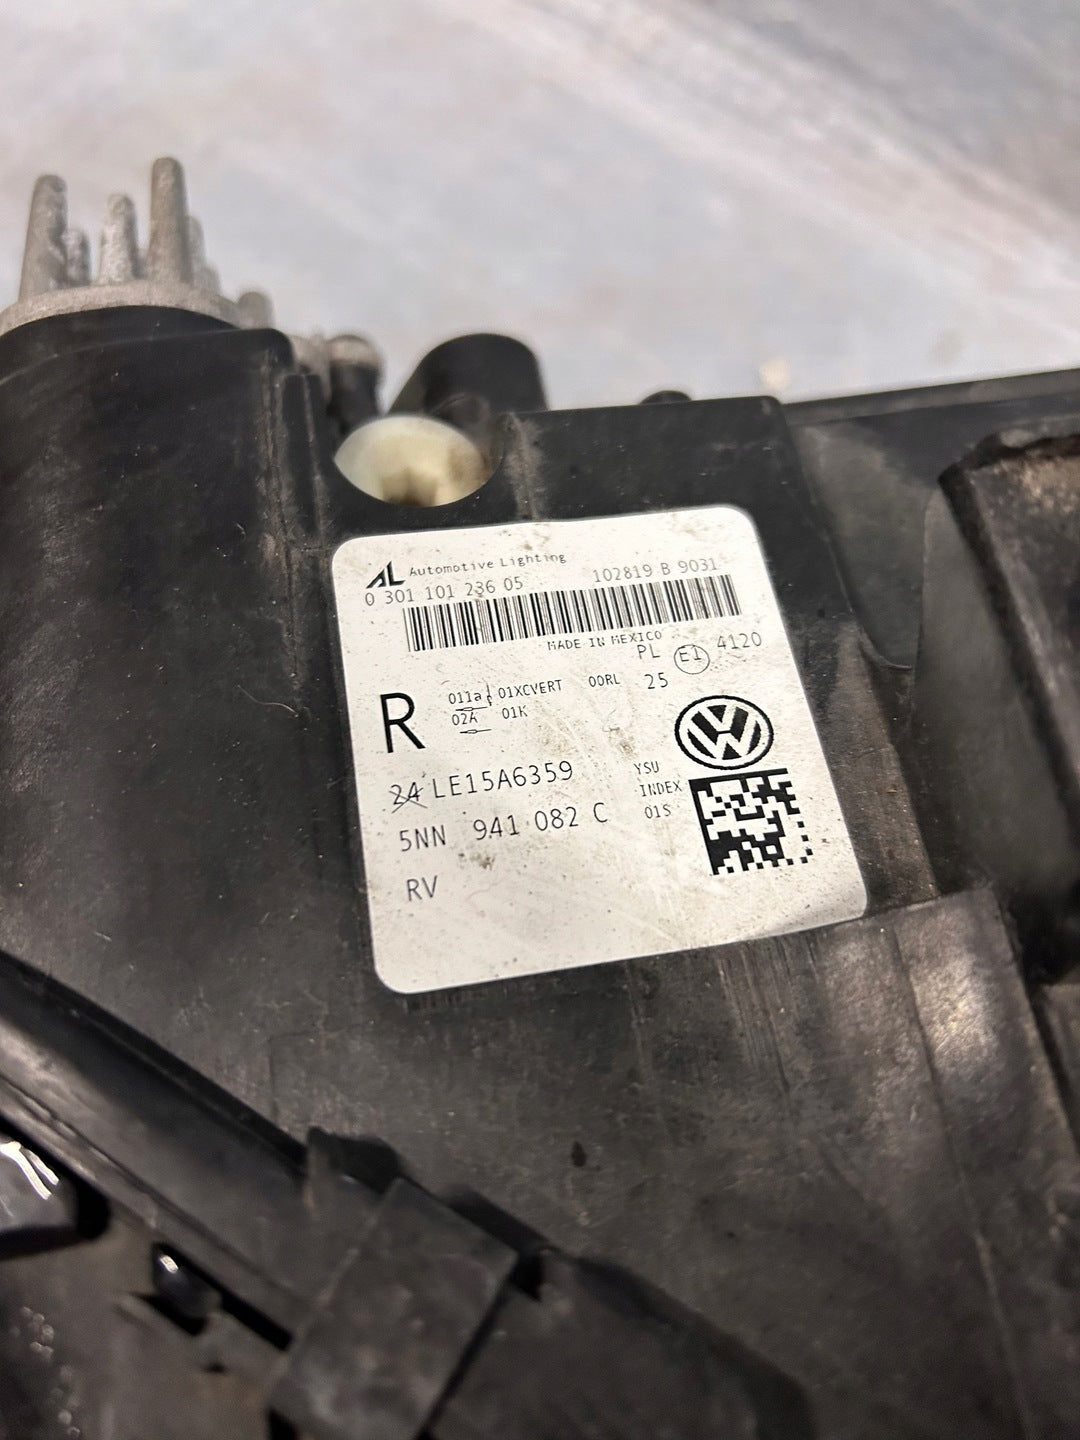 AL Automotive Lighting
0 301 101 236 05 102819 B 9031
MADE IN MEXICO
PL E1 4120
R 011a 01XCVERT 00RL 25
02A 01K
24 LE15A6359 YSU
INDEX
01S
5NN 941 082 C
RV